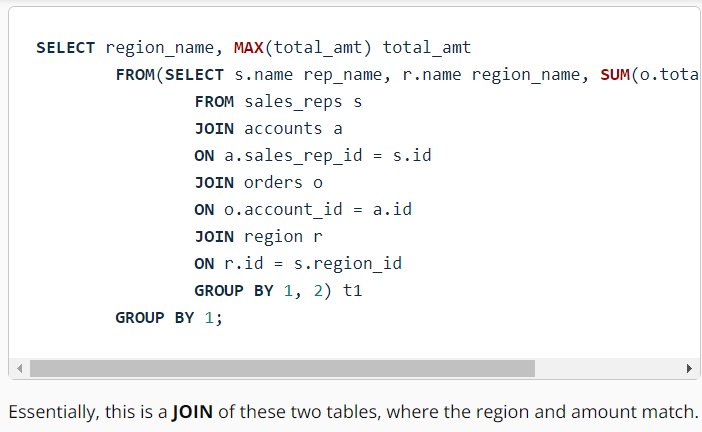 SELECT region_name, MAX(total_amt) total_amt
FROM(SELECT s.name rep_name, r.name region_name, SUM(o.tota
FROM sales_reps s
JOIN accounts a
ON a.sales_rep_id = s.id
JOIN orders o
ON o.account_id = a.id
JOIN region r
ON r.id = s.region_id
GROUP BY 1, 2) t1
GROUP BY 1;
Essentially, this is a JOIN of these two tables, where the region and amount match.